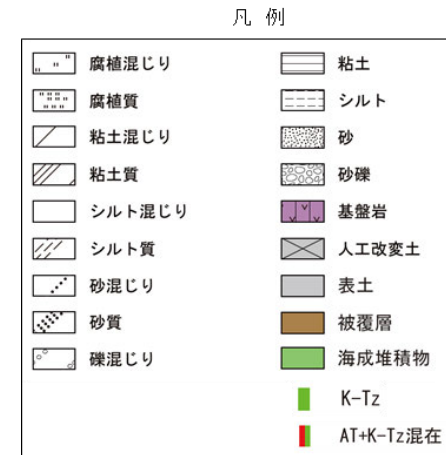 凡 例
腐植混じり
腐植質
粘土混じり
粘土質
シルト混じり
シルト質
砂混じり
砂質
礫混じり
粘土
シルト
砂
砂礫
基盤岩
人工改変土
表土
被覆層
海成堆積物
K-Tz
AT+K-Tz混在